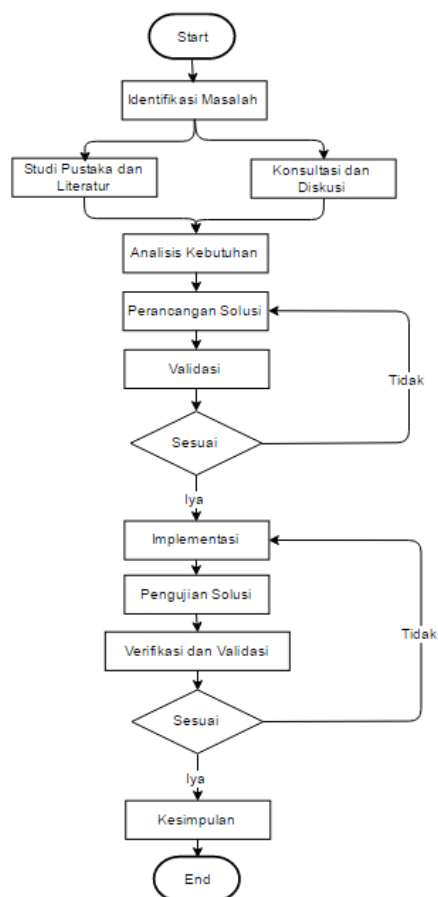 Start
Identifikasi Masalah
Studi Pustaka dan
Literatur
Konsultasi dan
Diskusi
Analisis Kebutuhan
Perancangan Solusi
Validasi
Tidak
Sesuai
Iya
Implementasi
Pengujian Solusi
Tidak
Verifikasi dan Validasi
Sesuai
Iya
Kesimpulan
End